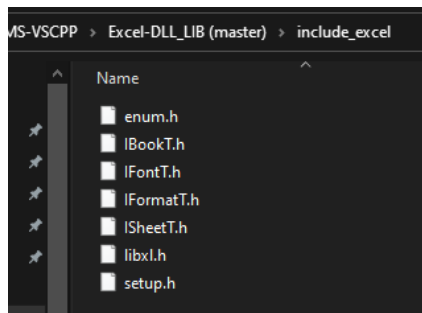 MS-VSCPP > Excel-DLL_LIB (master) > include_excel
Name
enum.h
IBookT.h
IFontT.h
IFormatT.h
ISheetT.h
libxl.h
setup.h